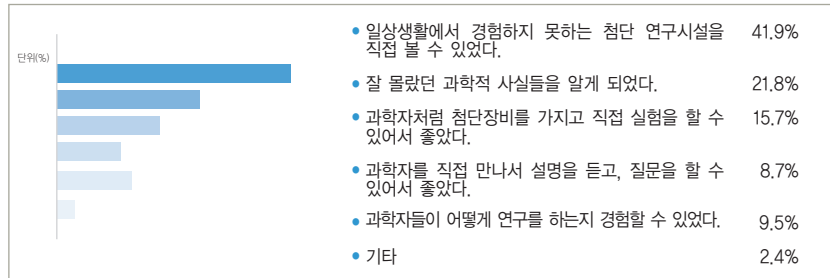 단위(%)
• 일상생활에서 경험하지 못하는 첨단 연구시설을 41.9%
직접 볼 수 있었다.
• 잘 몰랐던 과학적 사실들을 알게 되었다. 21.8%
• 과학자처럼 첨단장비를 가지고 직접 실험을 할 수 15.7%
있어서 좋았다.
• 과학자를 직접 만나서 설명을 듣고, 질문을 할 수 8.7%
있어서 좋았다.
• 과학자들이 어떻게 연구를 하는지 경험할 수 있었다. 9.5%
• 기타 2.4%